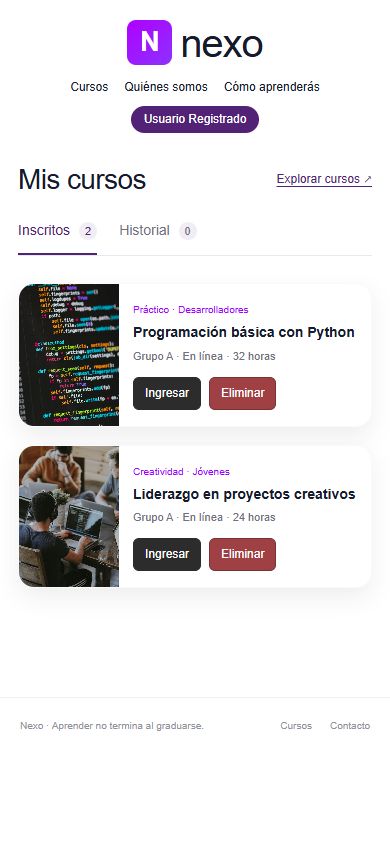 N nexo
Cursos Quiénes somos Cómo aprenderás
Usuario Registrado
Mis cursos
Explorar cursos ↗
Inscritos 2 Historial 0
Práctico · Desarrolladores
Programación básica con Python
Grupo A · En línea · 32 horas
Ingresar Eliminar
Creatividad · Jóvenes
Liderazgo en proyectos creativos
Grupo A · En línea · 24 horas
Ingresar Eliminar
Nexo · Aprender no termina al graduarse. Cursos Contacto